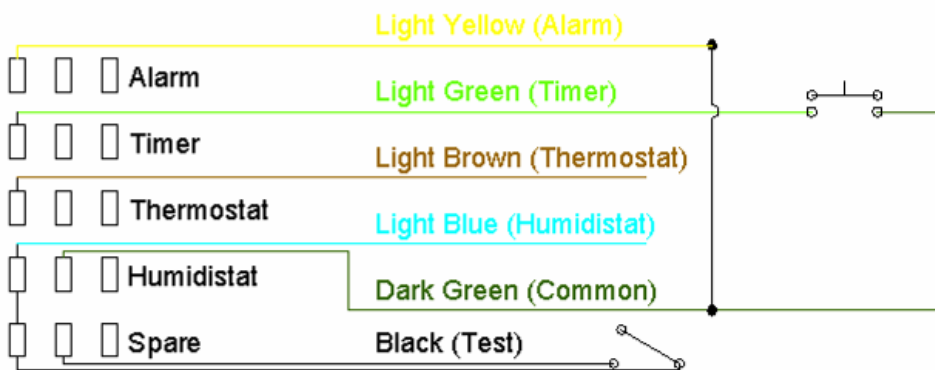 Light Yellow (Alarm)
Alarm
Light Green (Timer)
Timer
Light Brown (Thermostat)
Thermostat
Light Blue (Humidistat)
Humidistat
Dark Green (Common)
Spare
Black (Test)